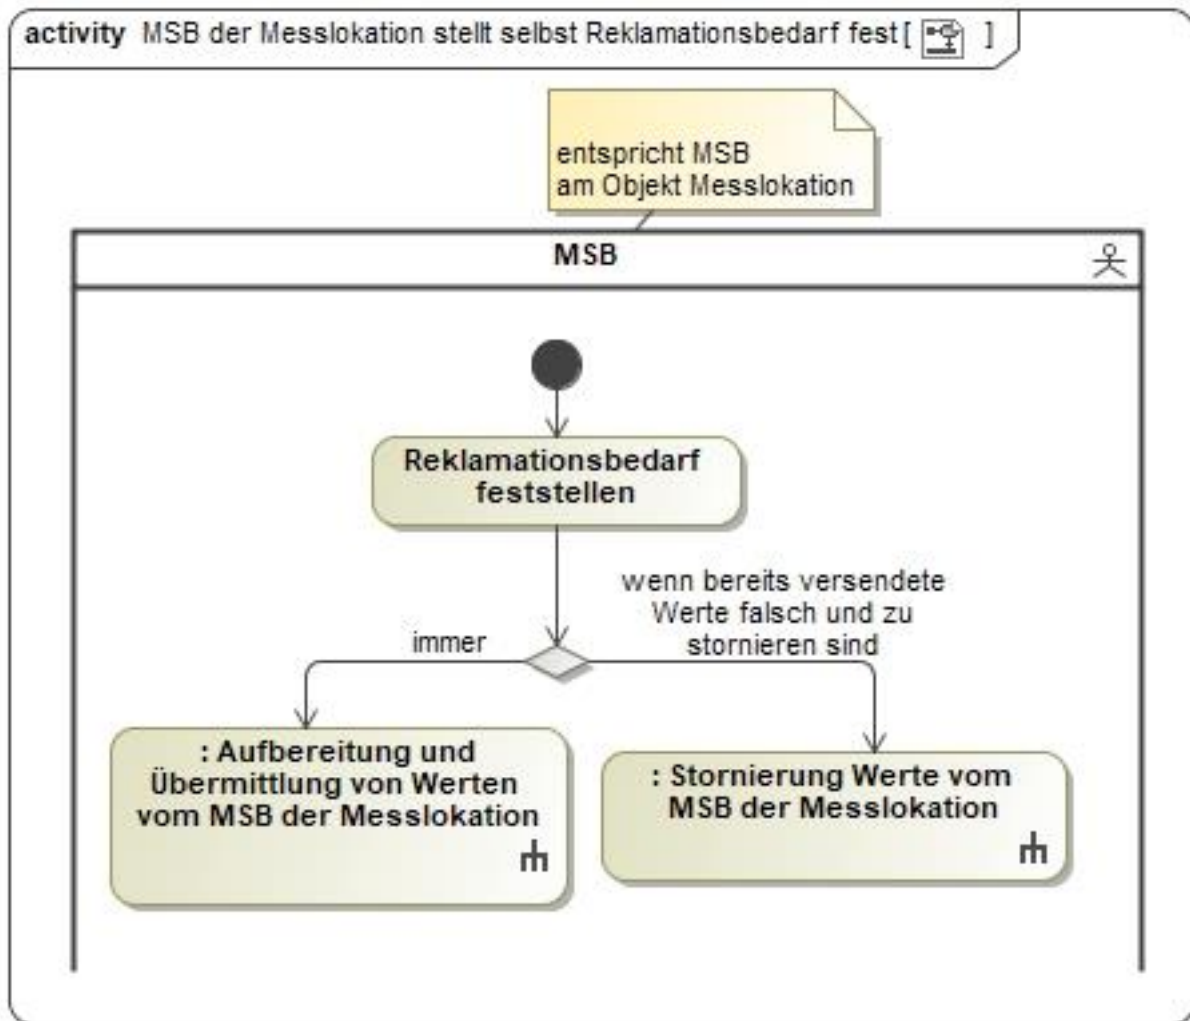 activity MSB der Messlokation stellt selbst Reklamationsbedarf fest [ ]
entspricht MSB
am Objekt Messlokation
MSB
Reklamationsbedarf
feststellen
wenn bereits versendete
Werte falsch und zu
stornieren sind
immer
: Aufbereitung und
Übermittlung von Werten
vom MSB der Messlokation
: Stornierung Werte vom
MSB der Messlokation